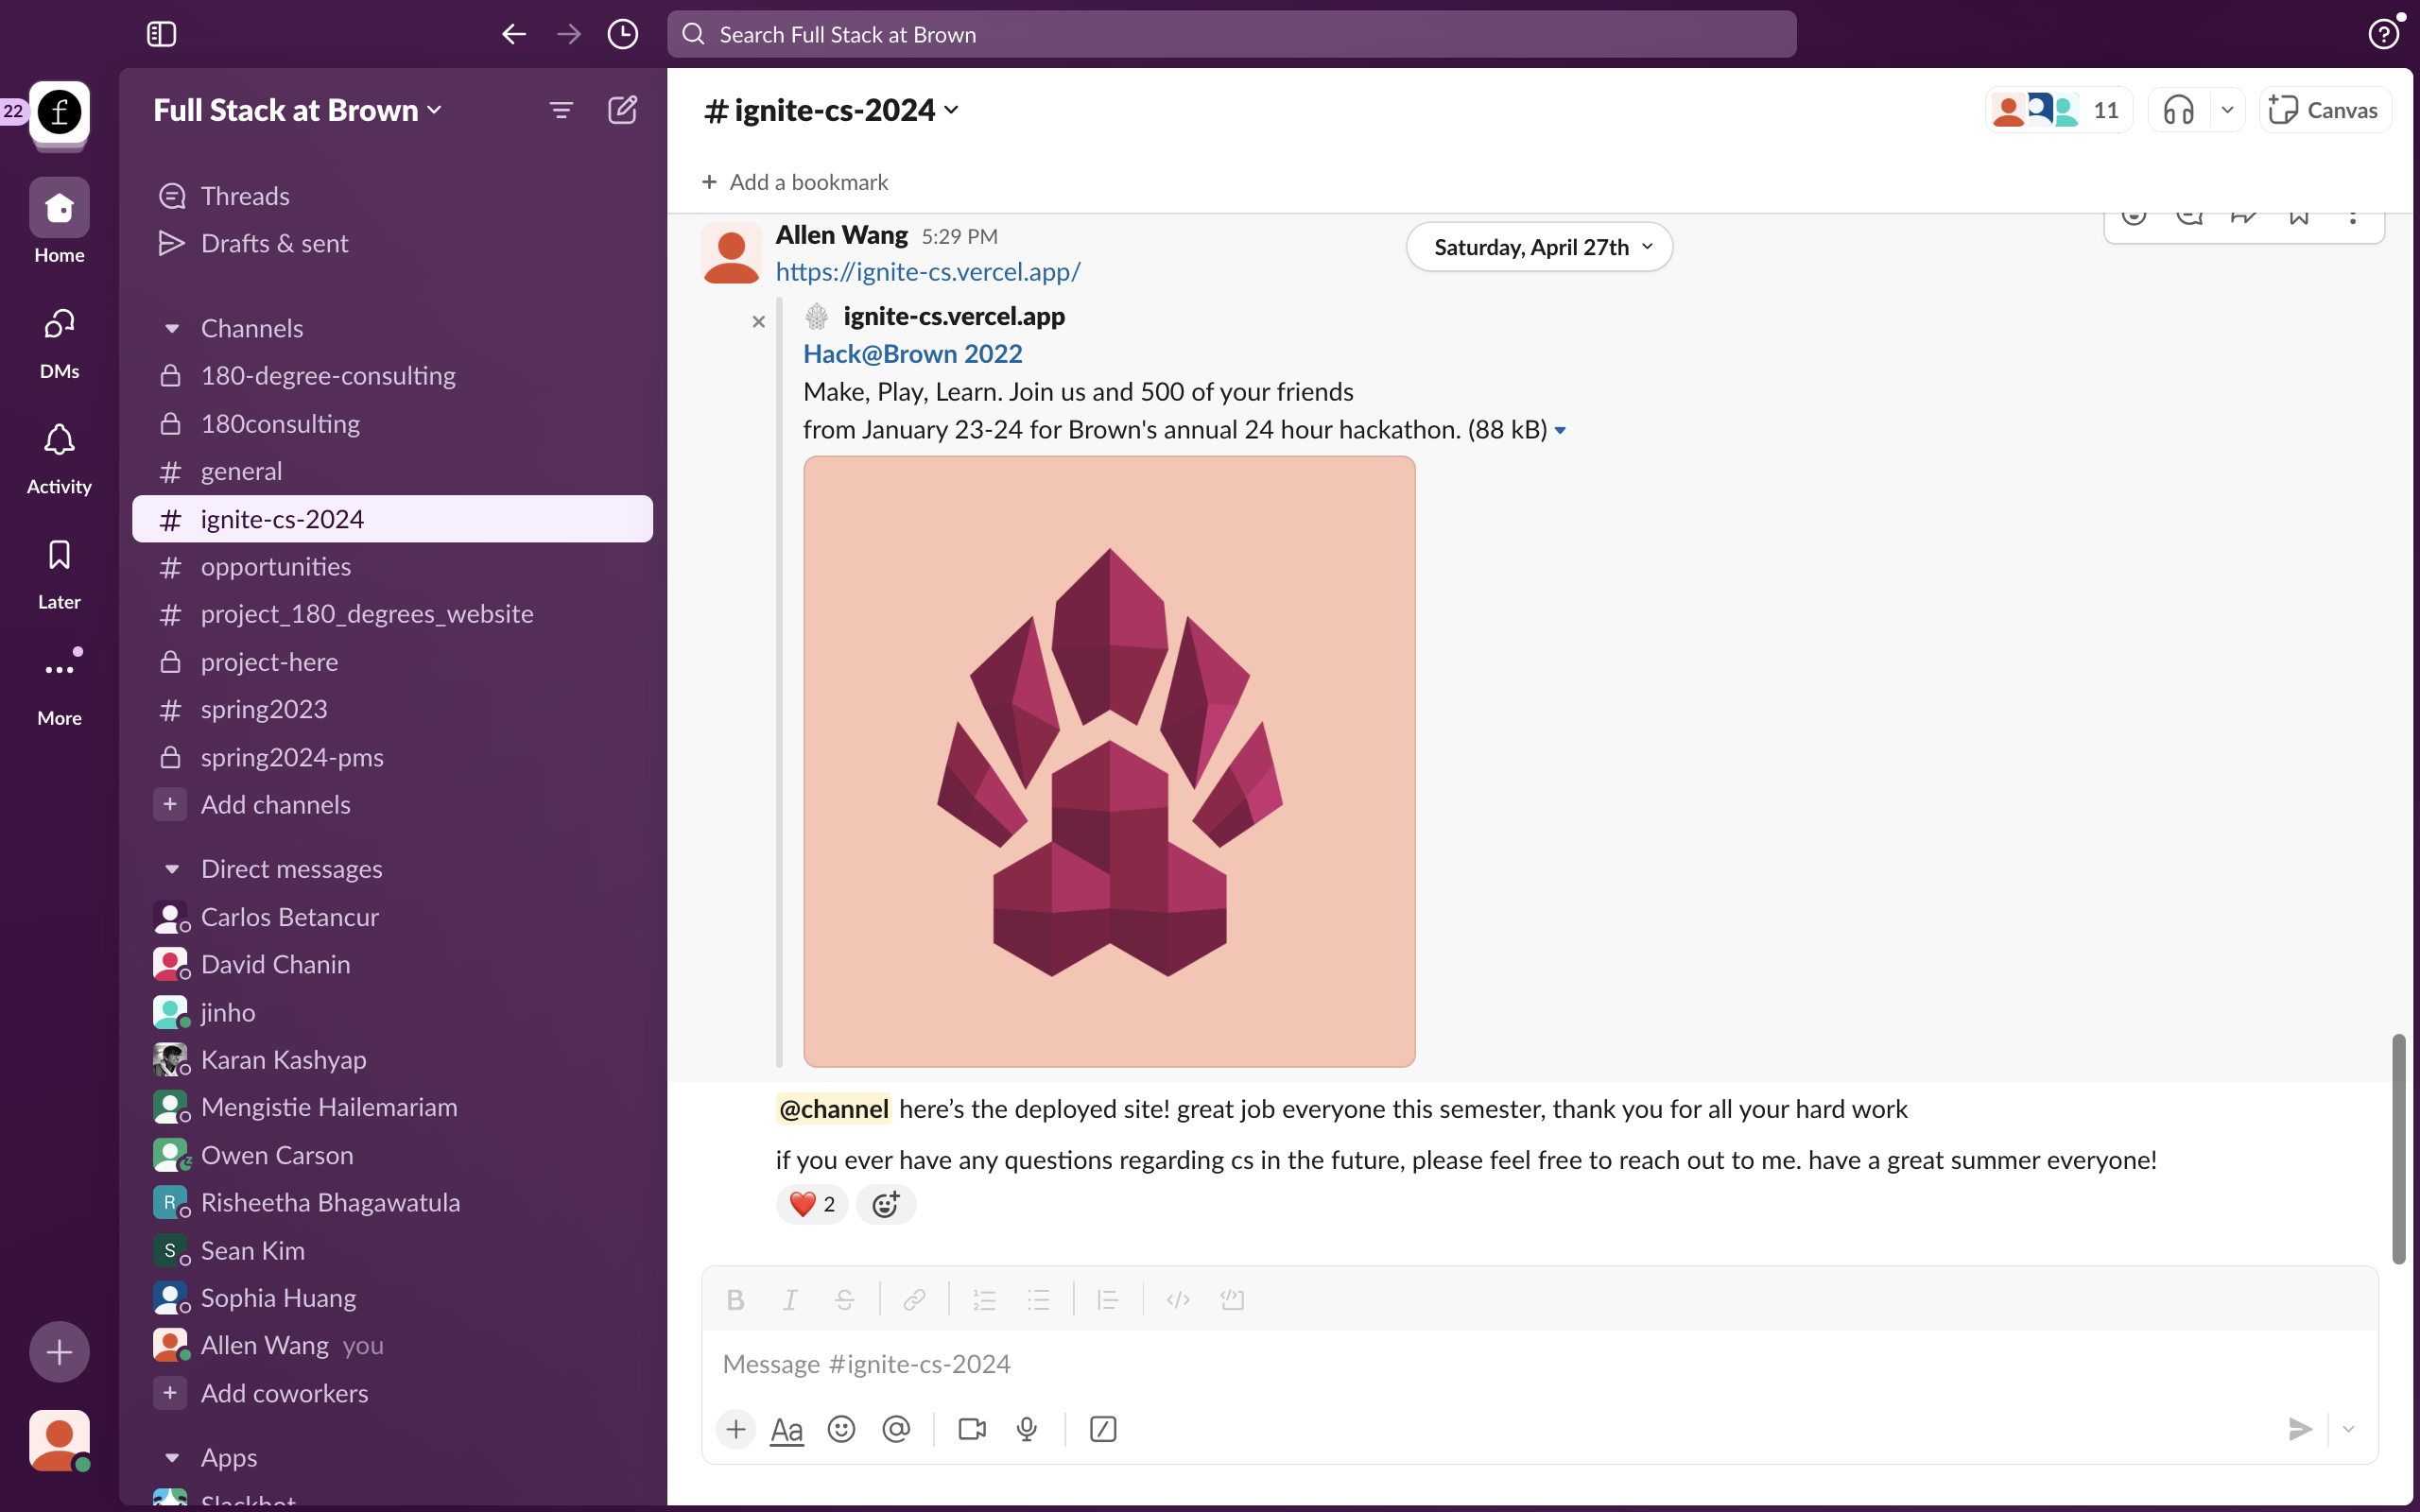 Search Full Stack at Brown
22
Home
DMs
Activity
Later
More
Full Stack at Brown
Threads
Drafts & sent
Channels
180-degree-consulting
180consulting
general
ignite-cs-2024
opportunities
project_180_degrees_website
project-here
spring2023
spring2024-pms
Add channels
Direct messages
Carlos Betancur
David Chanin
jinho
Karan Kashyap
Mengistie Hailemariam
Owen Carson
R Risheetha Bhagawatula
S Sean Kim
Sophia Huang
Allen Wang you
Add coworkers
Apps
Slackbot
# ignite-cs-2024
11
Canvas
+ Add a bookmark
Allen Wang 5:29 PM
Saturday, April 27th
https://ignite-cs.vercel.app/
ignite-cs.vercel.app
Hack@Brown 2022
Make, Play, Learn. Join us and 500 of your friends
from January 23-24 for Brown's annual 24 hour hackathon. (88 kB)
@channel here’s the deployed site! great job everyone this semester, thank you for all your hard work
if you ever have any questions regarding cs in the future, please feel free to reach out to me. have a great summer everyone!
❤️ 2
Message #ignite-cs-2024
Aa